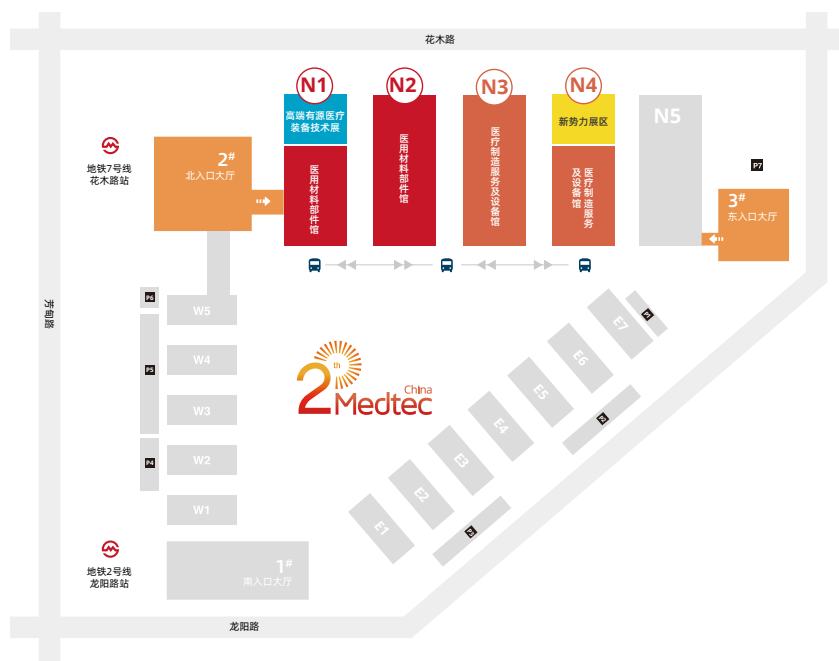 花木路
N1
N2
N3
N4
N5
高端有源医疗
装备技术展
新势力展区
医用材料部件馆
医用材料部件馆
医疗制造服务及设备馆
医疗制造服务
及设备馆
地铁7号线
花木路站
2#
北入口大厅
P7
3#
东入口大厅
芳甸路
P6
W5
P5
W4
W3
P4
W2
W1
2
th
China
Medtec
P1
E7
E6
E5
P2
E4
E3
E2
E1
P3
地铁2号线
龙阳路站
1#
南入口大厅
龙阳路